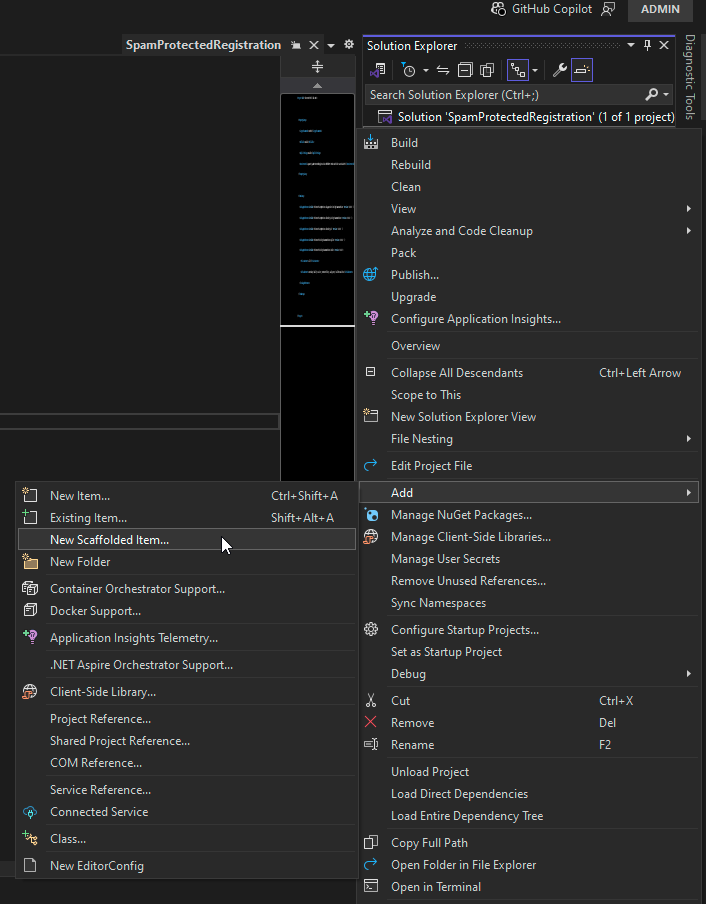 GitHub Copilot
ADMIN
SpamProtectedRegistration
Solution Explorer
Diagnostic Tools
Search Solution Explorer (Ctrl+;)
Solution 'SpamProtectedRegistration' (1 of 1 project)
Build
Rebuild
Clean
View
Analyze and Code Cleanup
Pack
Publish...
Upgrade
Configure Application Insights...
Overview
Collapse All Descendants Ctrl+Left Arrow
Scope to This
New Solution Explorer View
File Nesting
Edit Project File
Add
Manage NuGet Packages...
Manage Client-Side Libraries...
Manage User Secrets
Remove Unused References...
Sync Namespaces
Configure Startup Projects...
Set as Startup Project
Debug
Cut Ctrl+X
Remove Del
Rename F2
Unload Project
Load Direct Dependencies
Load Entire Dependency Tree
Copy Full Path
Open Folder in File Explorer
Open in Terminal
New Item... Ctrl+Shift+A
Existing Item... Shift+Alt+A
New Scaffolded Item...
New Folder
Container Orchestrator Support...
Docker Support...
Application Insights Telemetry...
.NET Aspire Orchestrator Support...
Client-Side Library...
Project Reference...
Shared Project Reference...
COM Reference...
Service Reference...
Connected Service
Class...
New EditorConfig